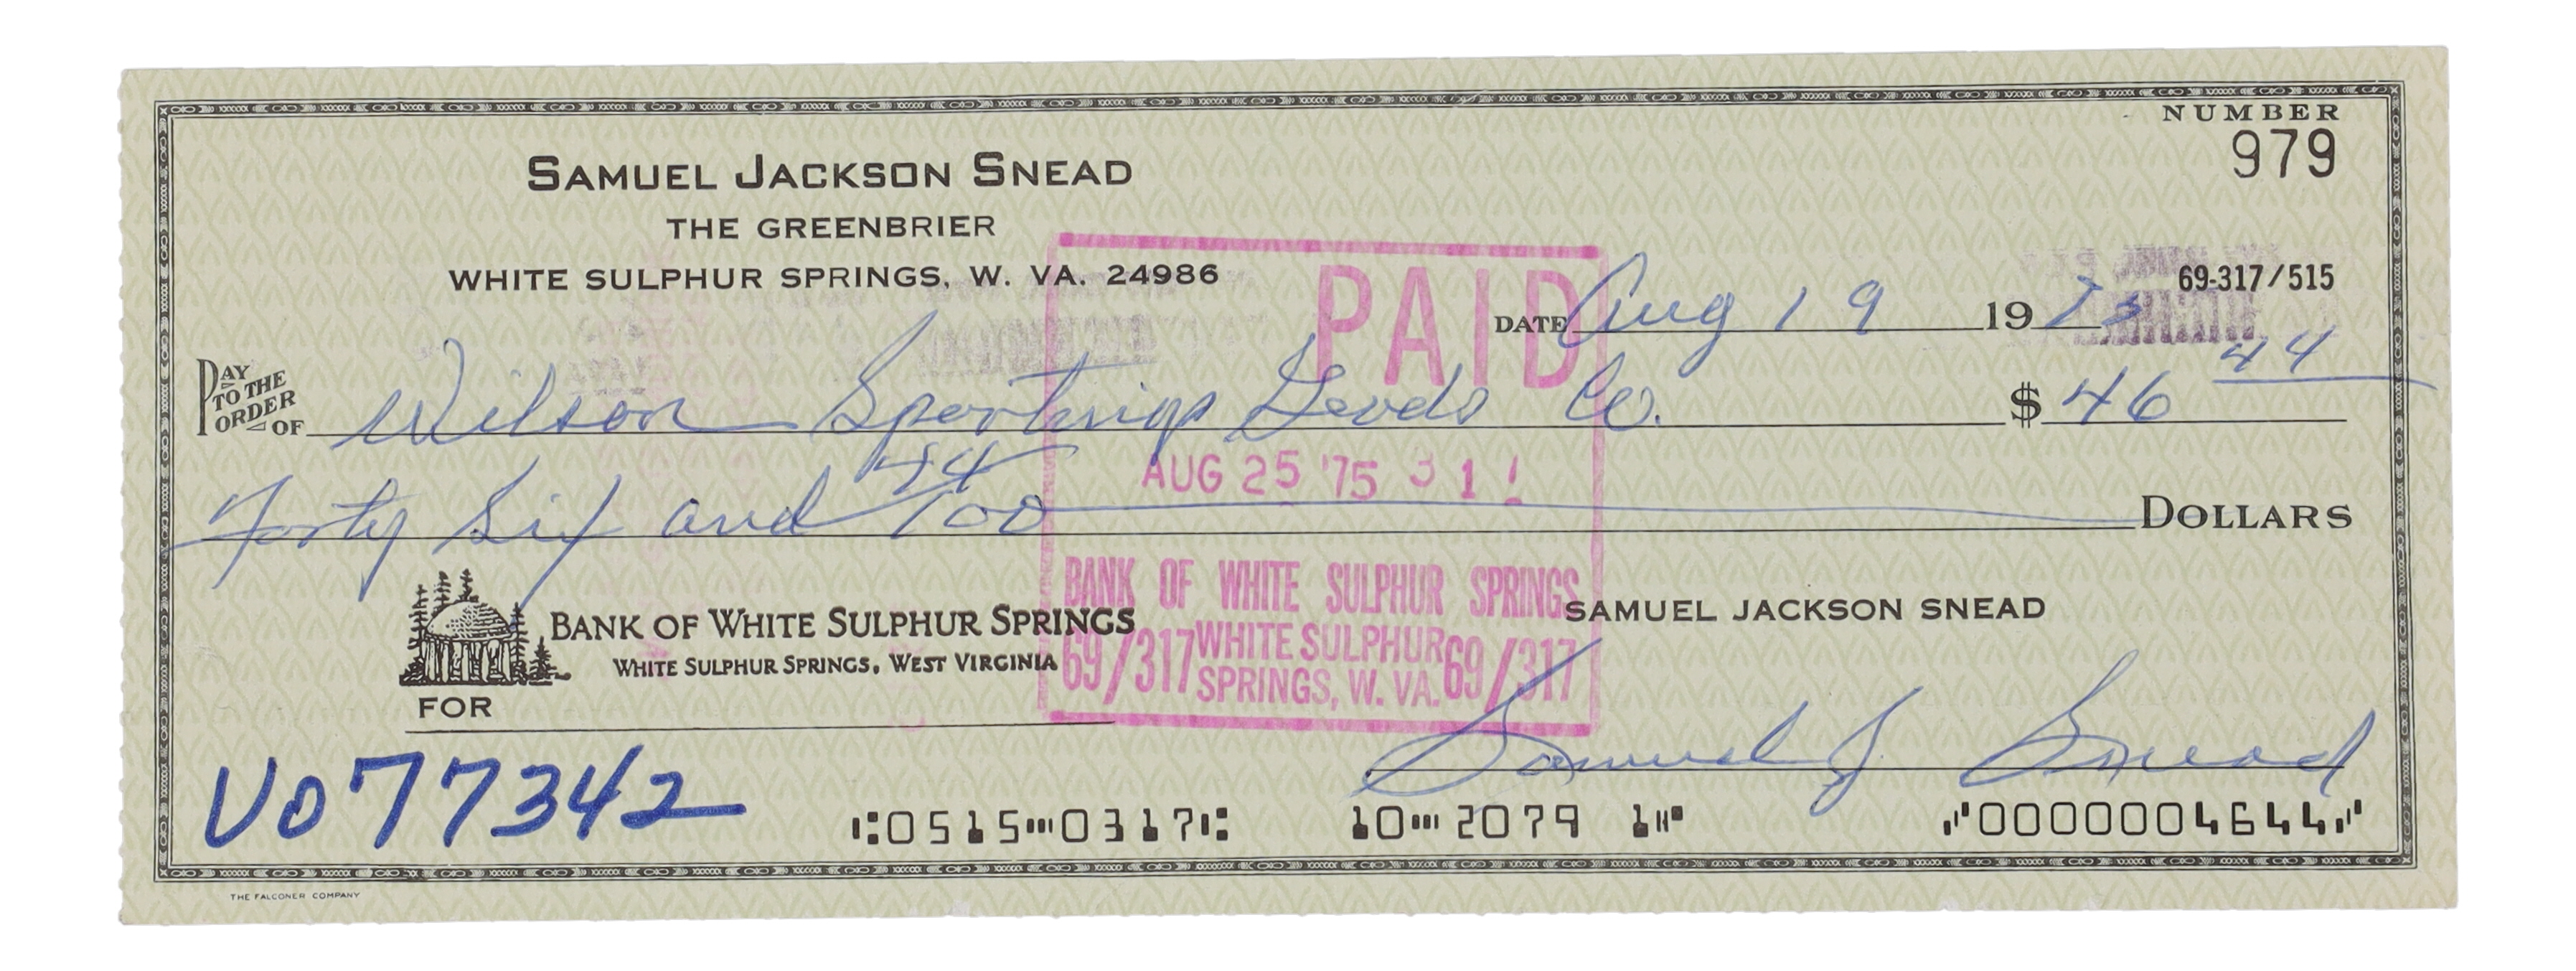 NUMBER
979
SAMUEL JACKSON SNEAD
THE GREENBRIER
WHITE SULPHUR SPRINGS, W. VA. 24986
69-317/515
PAID
DATE Aug 19 1975
PAY TO THE ORDER OF Wilson Sporting Goods Co. $46 44
AUG 25 '75
Forty Six and 44/100 DOLLARS
BANK OF WHITE SULPHUR SPRINGS
WHITE SULPHUR SPRINGS, WEST VIRGINIA
BANK OF WHITE SULPHUR SPRINGS
69/317 WHITE SULPHUR SPRINGS, W. VA. 69/317
SAMUEL JACKSON SNEAD
FOR
Samuel J. Snead
VO77342
⑆0515⑉0317⑆ 10⑉2079 1⑈ ⑈0000004644⑈
THE FALCONER COMPANY